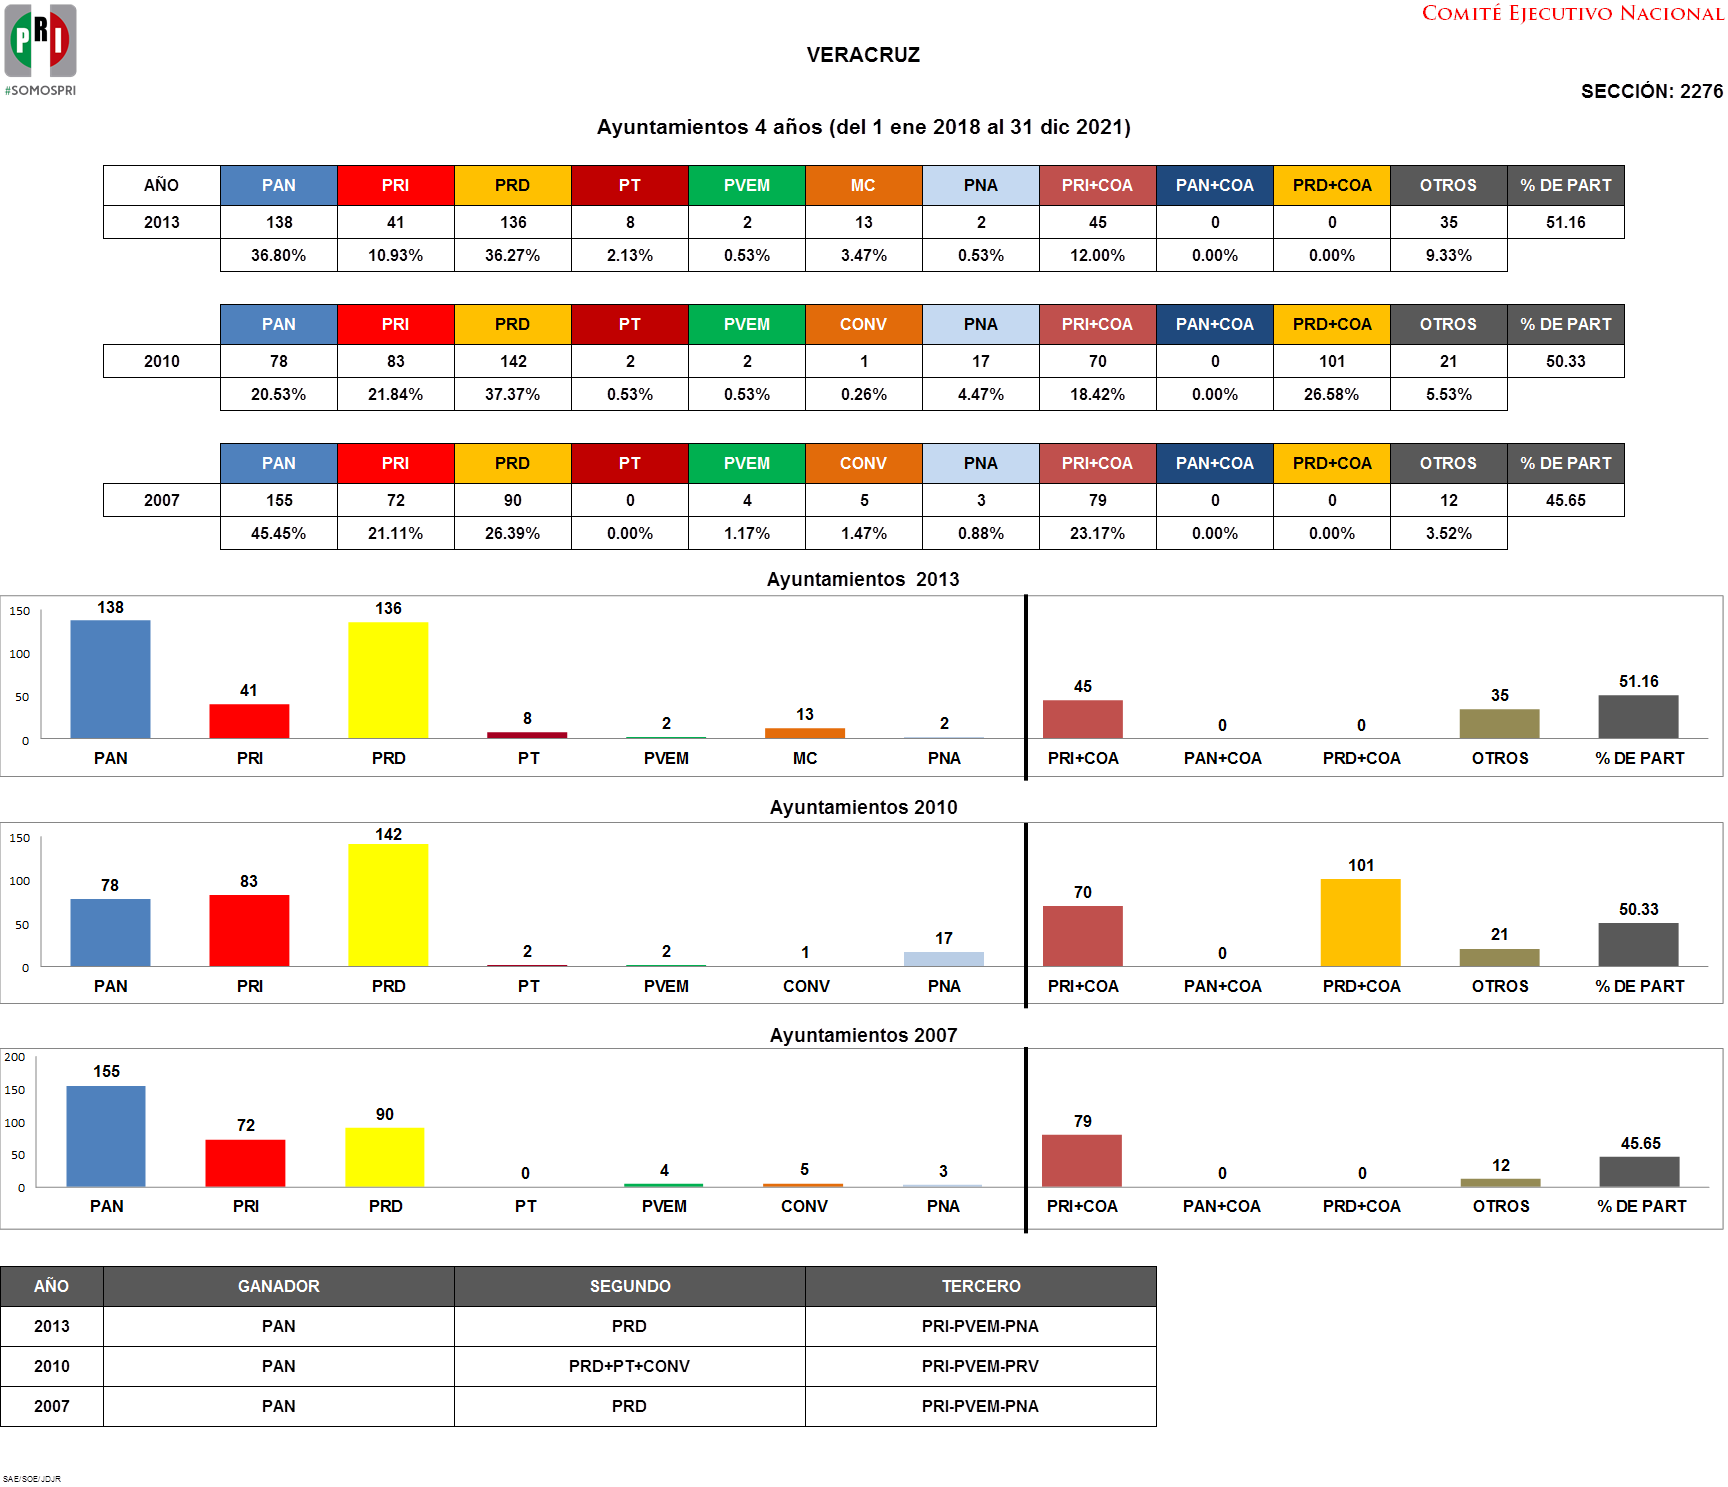 PRI
#SOMOSPRI
COMITÉ EJECUTIVO NACIONAL
VERACRUZ
SECCIÓN: 2276
Ayuntamientos 4 años (del 1 ene 2018 al 31 dic 2021)
AÑO PAN PRI PRD PT PVEM MC PNA PRI+COA PAN+COA PRD+COA OTROS % DE PART
2013 138 41 136 8 2 13 2 45 0 0 35 51.16
36.80% 10.93% 36.27% 2.13% 0.53% 3.47% 0.53% 12.00% 0.00% 0.00% 9.33%
PAN PRI PRD PT PVEM CONV PNA PRI+COA PAN+COA PRD+COA OTROS % DE PART
2010 78 83 142 2 2 1 17 70 0 101 21 50.33
20.53% 21.84% 37.37% 0.53% 0.53% 0.26% 4.47% 18.42% 0.00% 26.58% 5.53%
PAN PRI PRD PT PVEM CONV PNA PRI+COA PAN+COA PRD+COA OTROS % DE PART
2007 155 72 90 0 4 5 3 79 0 0 12 45.65
45.45% 21.11% 26.39% 0.00% 1.17% 1.47% 0.88% 23.17% 0.00% 0.00% 3.52%
Ayuntamientos 2013
150
100
50
0
138 41 136 8 2 13 2 45 0 0 35 51.16
PAN PRI PRD PT PVEM MC PNA PRI+COA PAN+COA PRD+COA OTROS % DE PART
Ayuntamientos 2010
150
100
50
0
78 83 142 2 2 1 17 70 0 101 21 50.33
PAN PRI PRD PT PVEM CONV PNA PRI+COA PAN+COA PRD+COA OTROS % DE PART
Ayuntamientos 2007
200
150
100
50
0
155 72 90 0 4 5 3 79 0 0 12 45.65
PAN PRI PRD PT PVEM CONV PNA PRI+COA PAN+COA PRD+COA OTROS % DE PART
AÑO GANADOR SEGUNDO TERCERO
2013 PAN PRD PRI-PVEM-PNA
2010 PAN PRD+PT+CONV PRI-PVEM-PRV
2007 PAN PRD PRI-PVEM-PNA
SAE/SOE/JDJR